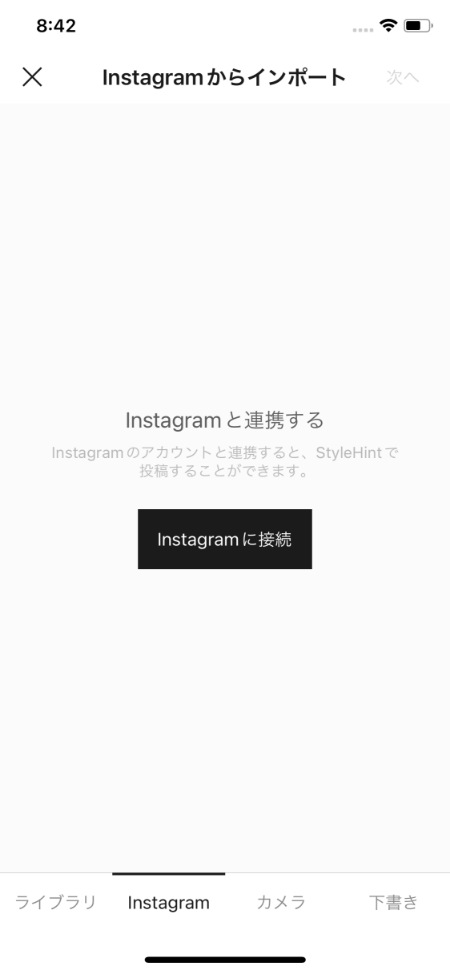 8:42
Instagramからインポート
次へ
Instagramと連携する
Instagramのアカウントと連携すると、StyleHintで
投稿することができます。
Instagramに接続
ライブラリ
Instagram
カメラ
下書き